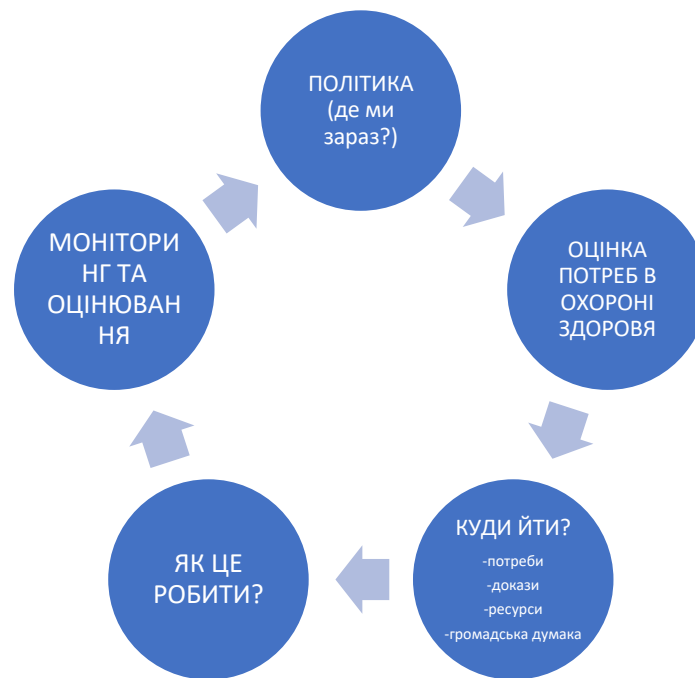 ПОЛІТИКА
(де ми
зараз?)
ОЦІНКА
ПОТРЕБ В
ОХОРОНІ
ЗДОРОВЯ
КУДИ ЙТИ?
-потреби
-докази
-ресурси
-громадська думака
ЯК ЦЕ
РОБИТИ?
МОНІТОРИ
НГ ТА
ОЦІНЮВАН
НЯ